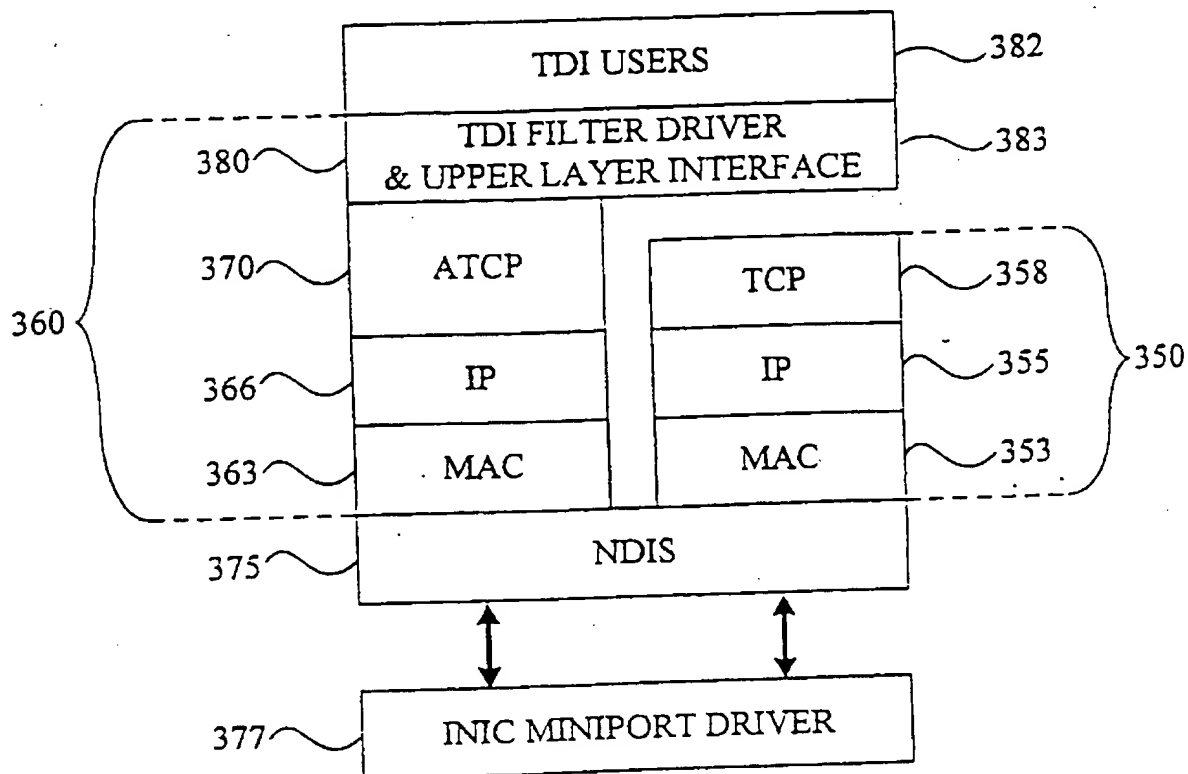 TDI USERS
382
TDI FILTER DRIVER
& UPPER LAYER INTERFACE
380
383
ATCP
TCP
370
358
360
350
IP
IP
366
355
MAC
MAC
363
353
NDIS
375
INIC MINIPORT DRIVER
377